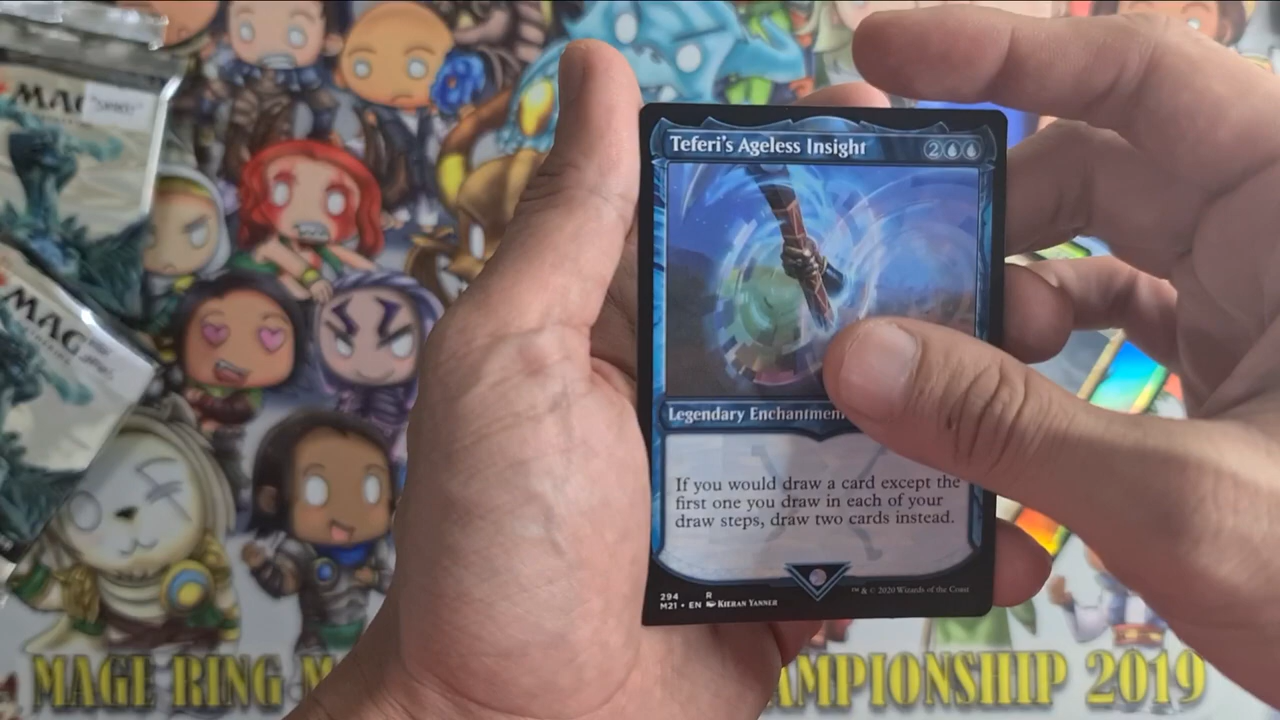 MAG
MAG
Teferi's Ageless Insight
2
Legendary Enchantmen
If you would draw a card except the
first one you draw in each of your
draw steps, draw two cards instead.
294 R
M21 • EN Kieran Yanner
™ & © 2020 Wizards of the Coast
MAGE RING M
AMPIONSHIP 2019